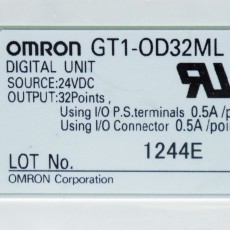 OMRON GT1-OD32ML
DIGITAL UNIT
SOURCE:24VDC
OUTPUT:32Points,
Using I/O P.S.terminals 0.5A /p
Using I/O Connector 0.5A /poin
LOT No. 1244E
OMRON Corporation